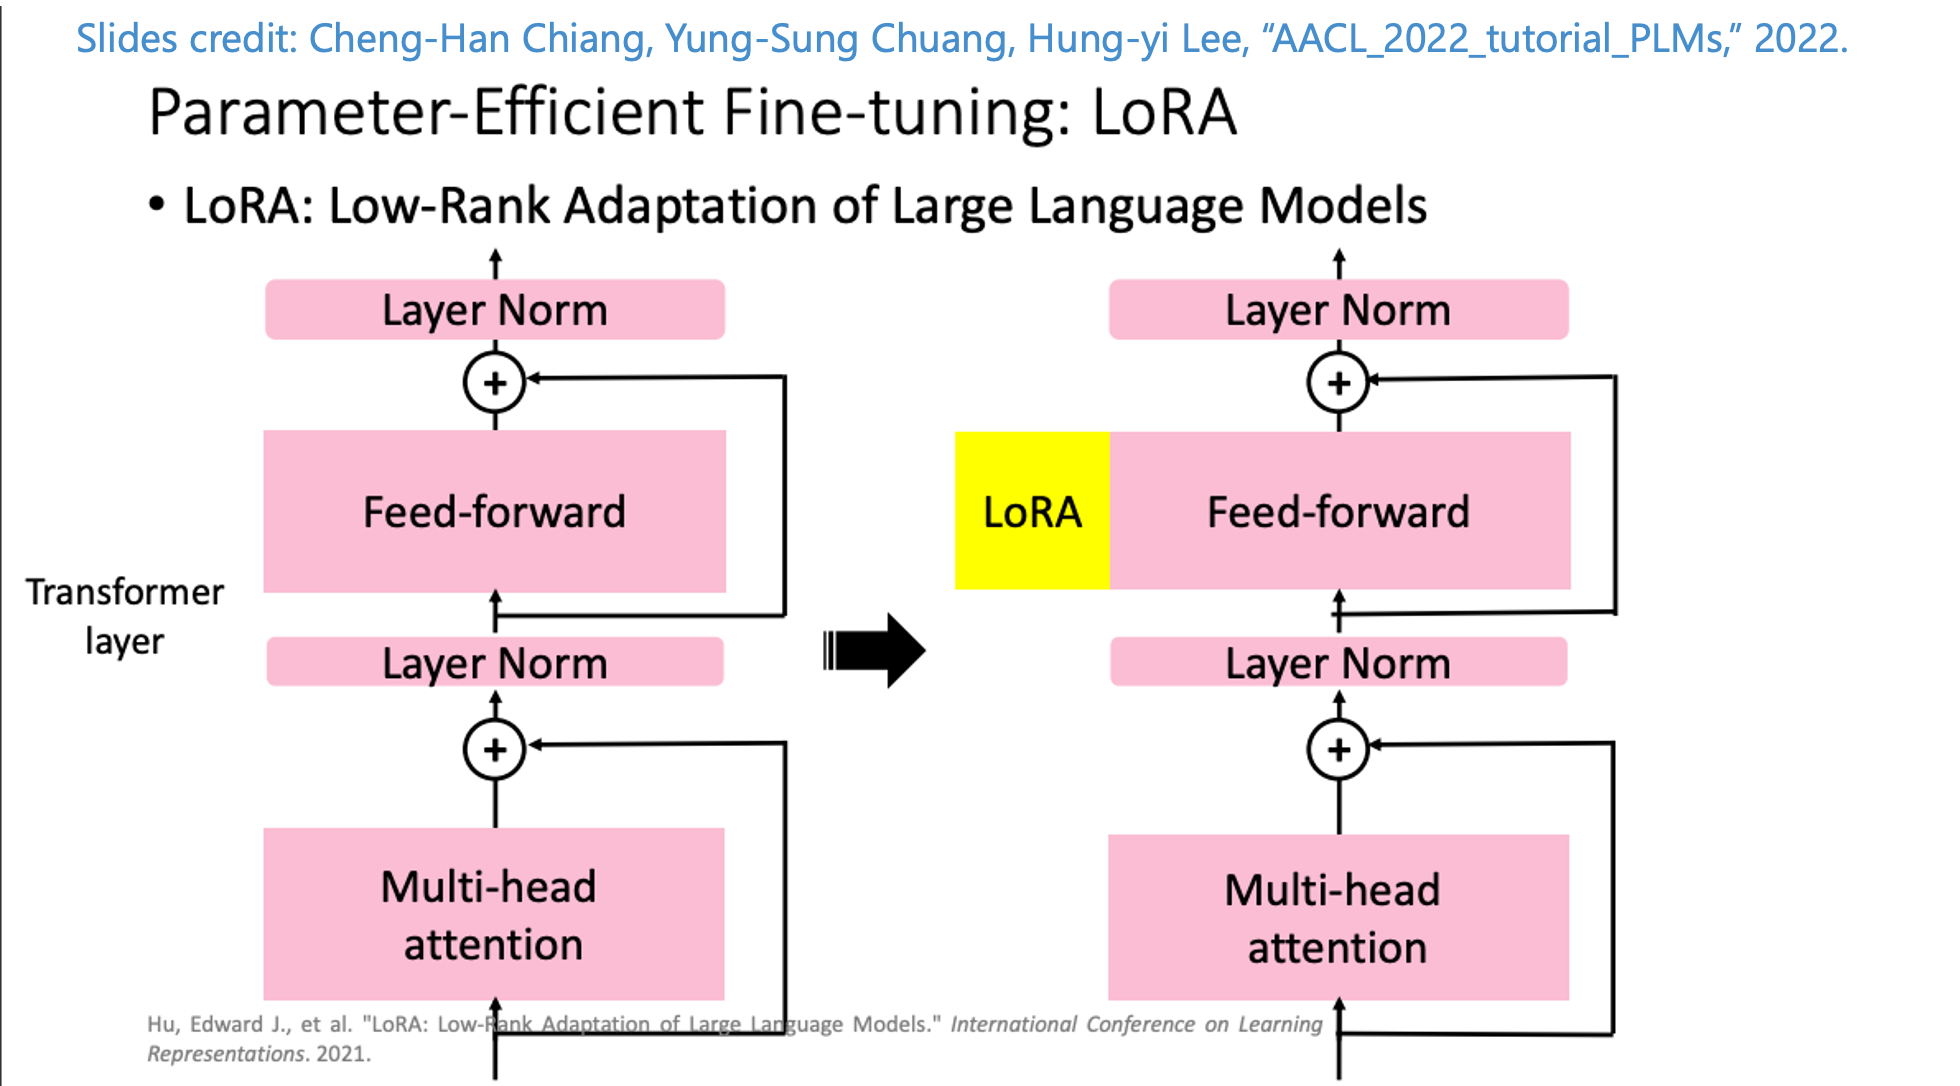 Slides credit: Cheng-Han Chiang, Yung-Sung Chuang, Hung-yi Lee, “AACL_2022_tutorial_PLMs,” 2022.
Parameter-Efficient Fine-tuning: LoRA
• LoRA: Low-Rank Adaptation of Large Language Models
Layer Norm
+
Feed-forward
Transformer
layer
Layer Norm
+
Multi-head
attention
Layer Norm
+
LoRA
Feed-forward
Layer Norm
+
Multi-head
attention
Hu, Edward J., et al. "LoRA: Low-Rank Adaptation of Large Language Models." International Conference on Learning
Representations. 2021.